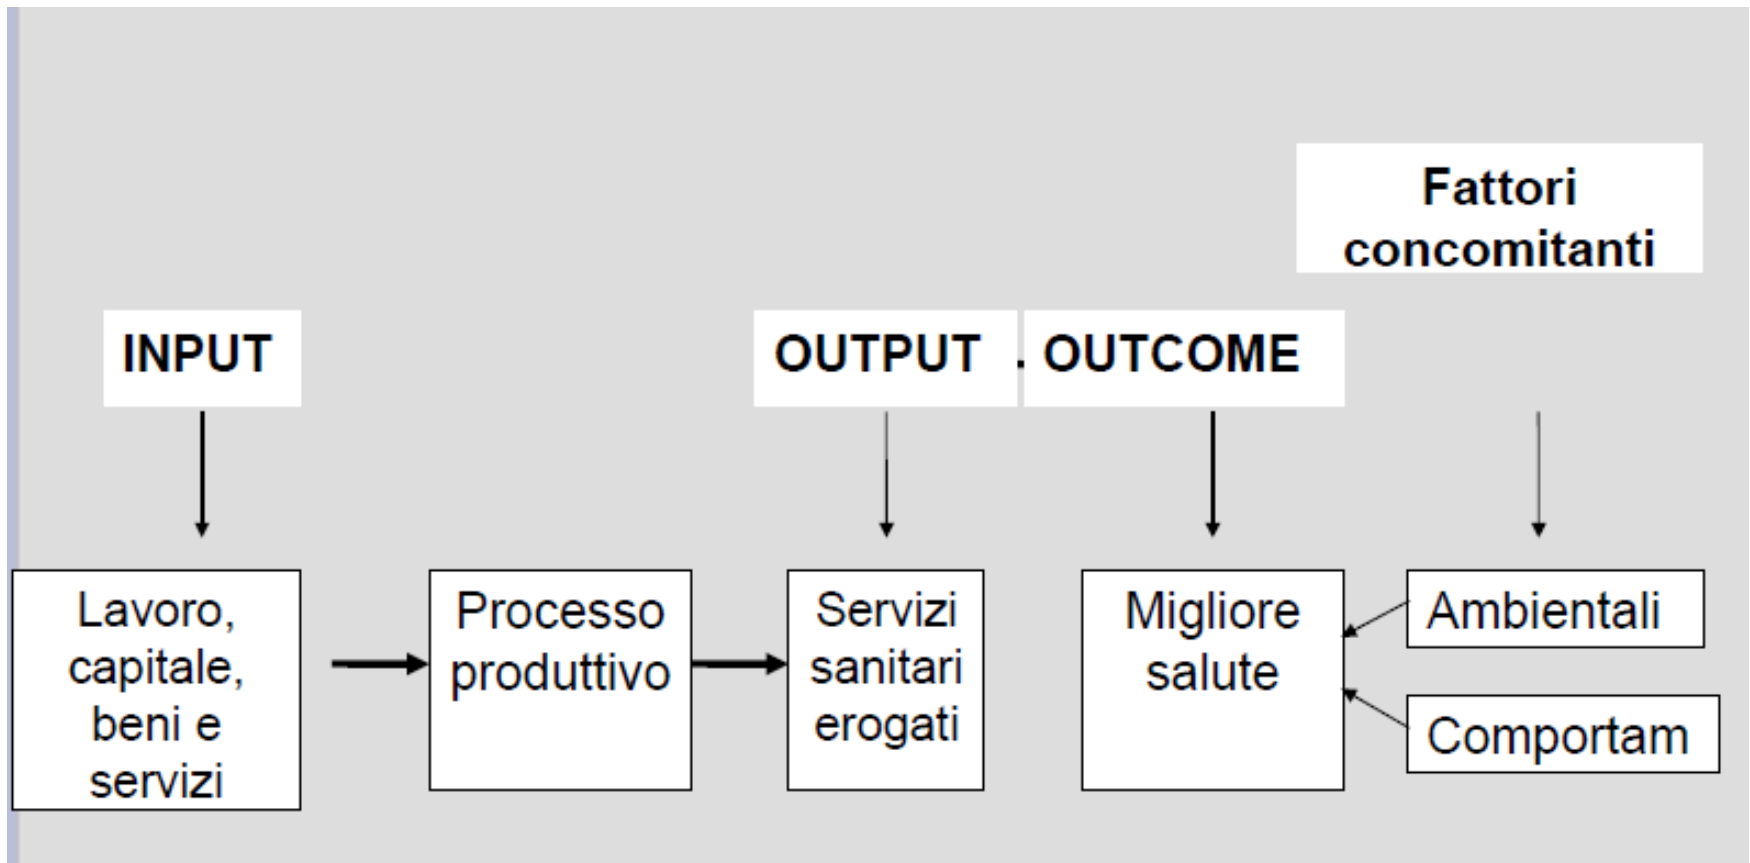 Fattori
concomitanti
INPUT
OUTPUT
OUTCOME
Lavoro,
capitale,
beni e
servizi
Processo
produttivo
Servizi
sanitari
erogati
Migliore
salute
Ambientali
Comportam